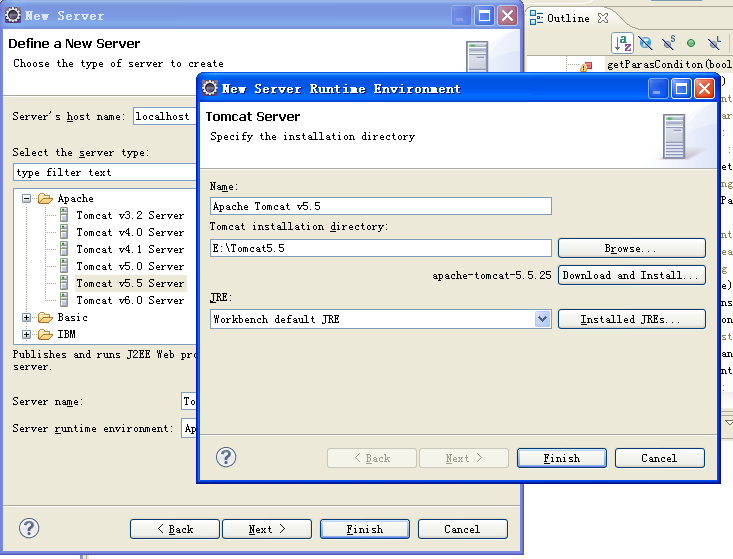 New Server
Define a New Server
Choose the type of server to create
Server's host name: localhost
Select the server type:
type filter text
Apache
Tomcat v3.2 Server
Tomcat v4.0 Server
Tomcat v4.1 Server
Tomcat v5.0 Server
Tomcat v5.5 Server
Tomcat v6.0 Server
Basic
IBM
Publishes and runs J2EE Web
server.
Server name: To
Server runtime environment: Ap
< Back Next > Finish Cancel
New Server Runtime Environment
Tomcat Server
Specify the installation directory
Name:
Apache Tomcat v5.5
Tomcat installation directory:
E:\Tomcat5.5 Browse...
apache-tomcat-5.5.25 Download and Install...
JRE:
Workbench default JRE Installed JREs...
< Back Next > Finish Cancel
Outline
getParasConditon(bool